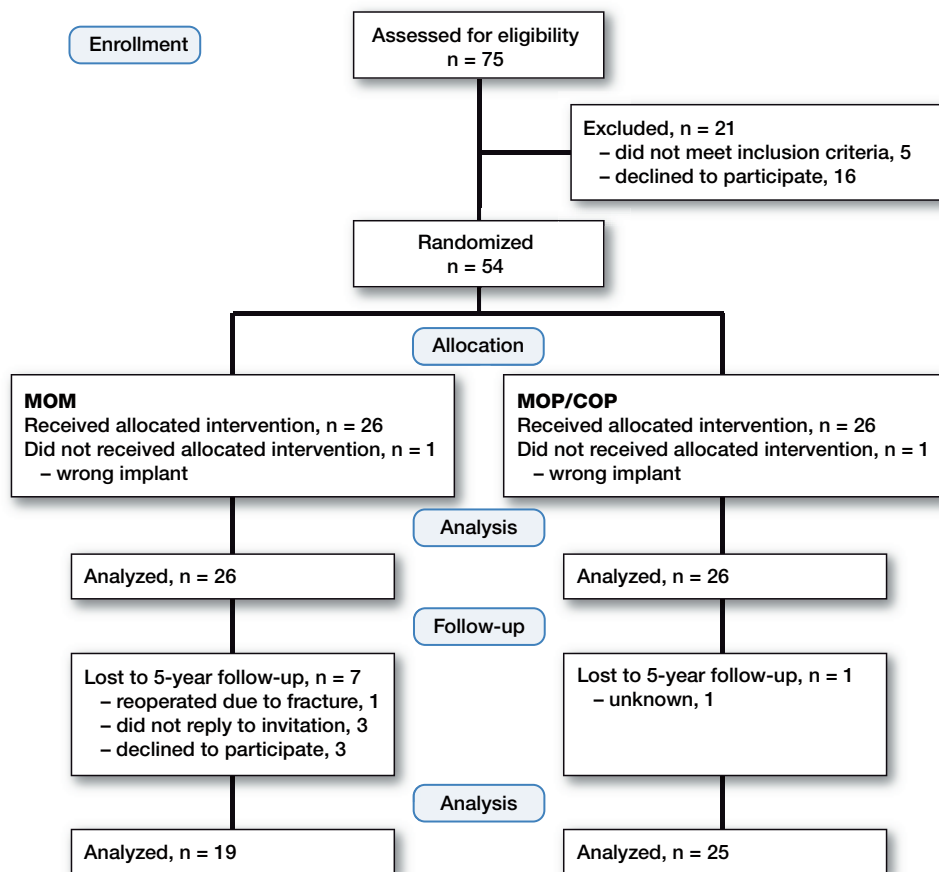 Enrollment
Assessed for eligibility
n = 75
Excluded, n = 21
– did not meet inclusion criteria, 5
– declined to participate, 16
Randomized
n = 54
Allocation
MOM
Received allocated intervention, n = 26
Did not received allocated intervention, n = 1
– wrong implant
MOP/COP
Received allocated intervention, n = 26
Did not received allocated intervention, n = 1
– wrong implant
Analysis
Analyzed, n = 26
Analyzed, n = 26
Follow-up
Lost to 5-year follow-up, n = 7
– reoperated due to fracture, 1
– did not reply to invitation, 3
– declined to participate, 3
Lost to 5-year follow-up, n = 1
– unknown, 1
Analysis
Analyzed, n = 19
Analyzed, n = 25